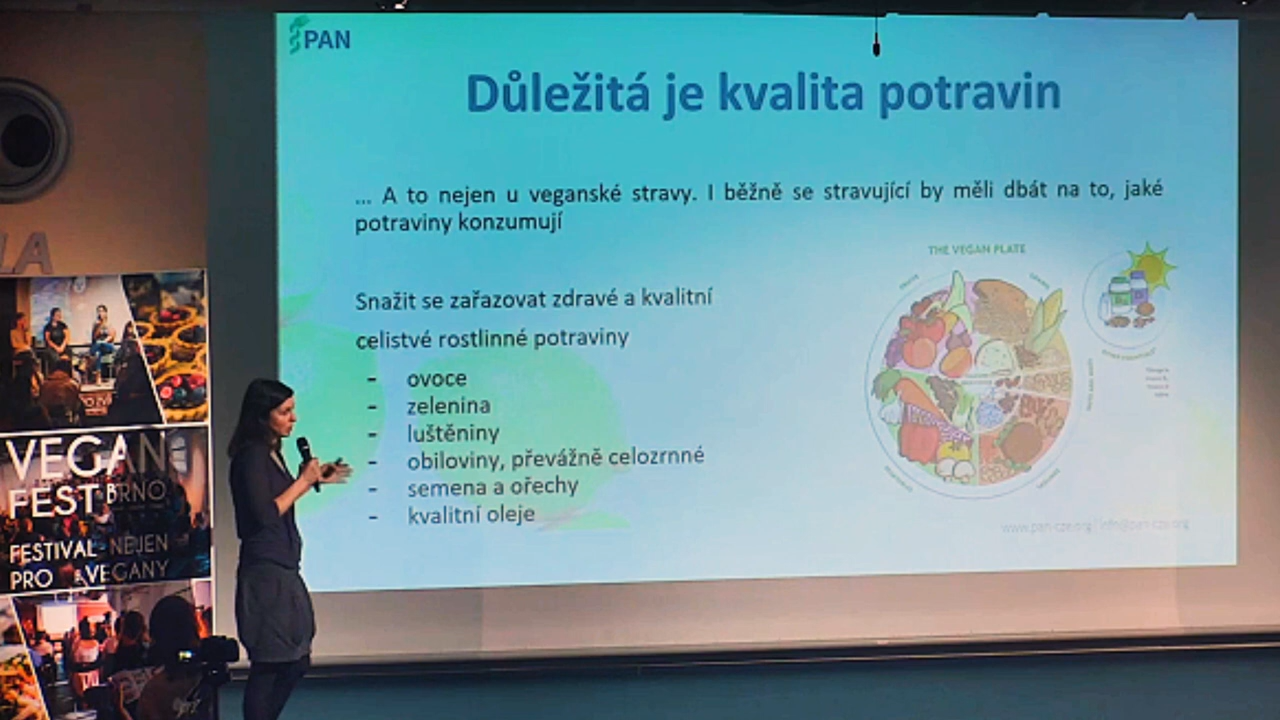 PAN
Důležitá je kvalita potravin
... A to nejen u veganské stravy. I běžně se stravující by měli dbát na to, jaké
potraviny konzumují
THE VEGAN PLATE
Snažit se zařazovat zdravé a kvalitní
celistvé rostlinné potraviny
- ovoce
- zelenina
- luštěniny
- obiloviny, převážně celozrnné
- semena a ořechy
- kvalitní oleje
www.pan-cze.org | info@pan-cze.org
VEGAN
FEST BRNO
FESTIVAL NEJEN
PRO VEGANY